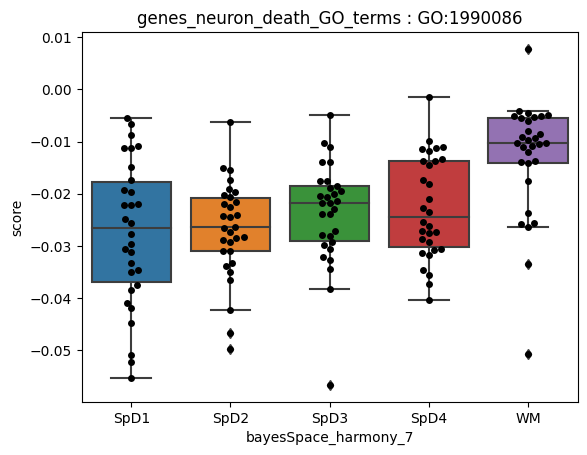 genes_neuron_death_GO_terms : GO:1990086
0.01
0.00
−0.01
−0.02
−0.03
−0.04
−0.05
score
SpD1 SpD2 SpD3 SpD4 WM
bayesSpace_harmony_7